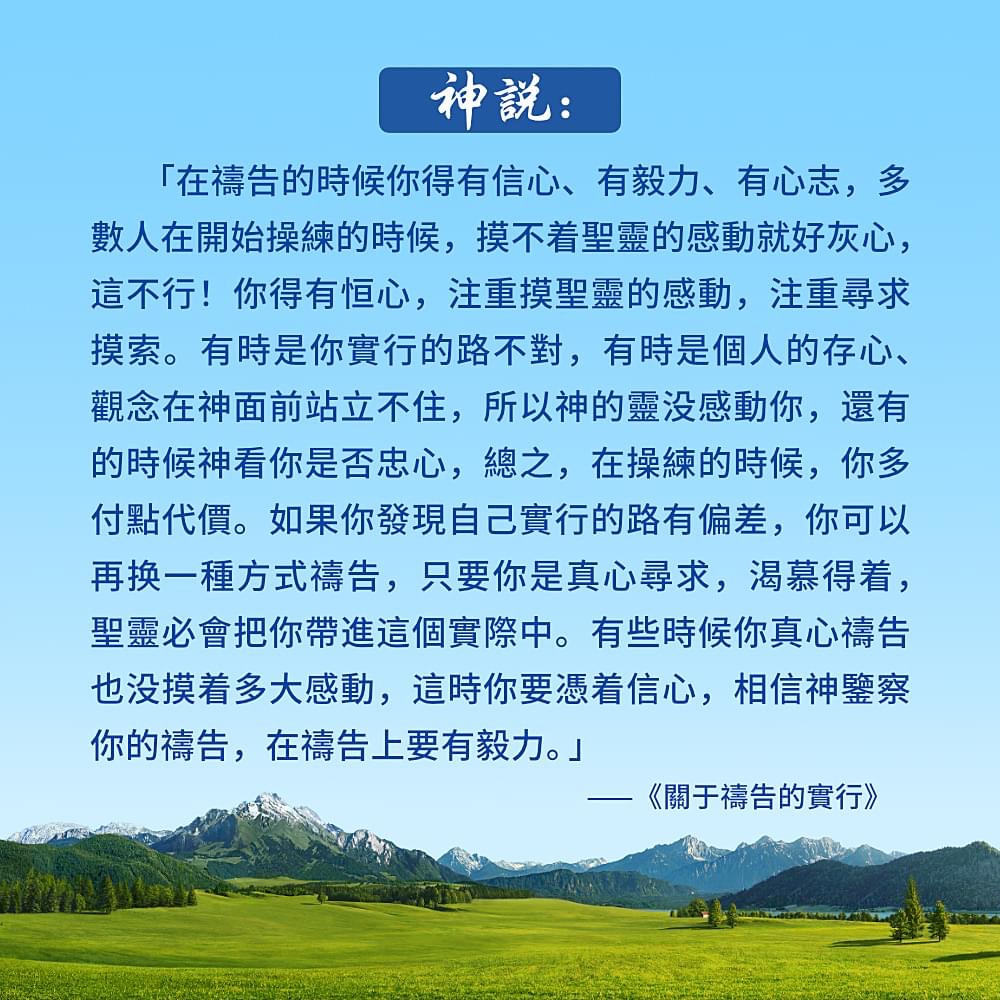 神説：
「在禱告的時候你得有信心、有毅力、有心志，多
數人在開始操練的時候，摸不着聖靈的感動就好灰心，
這不行！你得有恒心，注重摸聖靈的感動，注重尋求
摸索。有時是你實行的路不對，有時是個人的存心、
觀念在神面前站立不住，所以神的靈没感動你，還有
的時候神看你是否忠心，總之，在操練的時候，你多
付點代價。如果你發現自己實行的路有偏差，你可以
再换一種方式禱告，只要你是真心尋求，渴慕得着，
聖靈必會把你帶進這個實際中。有些時候你真心禱告
也没摸着多大感動，這時你要憑着信心，相信神鑒察
你的禱告，在禱告上要有毅力。」
——《關于禱告的實行》